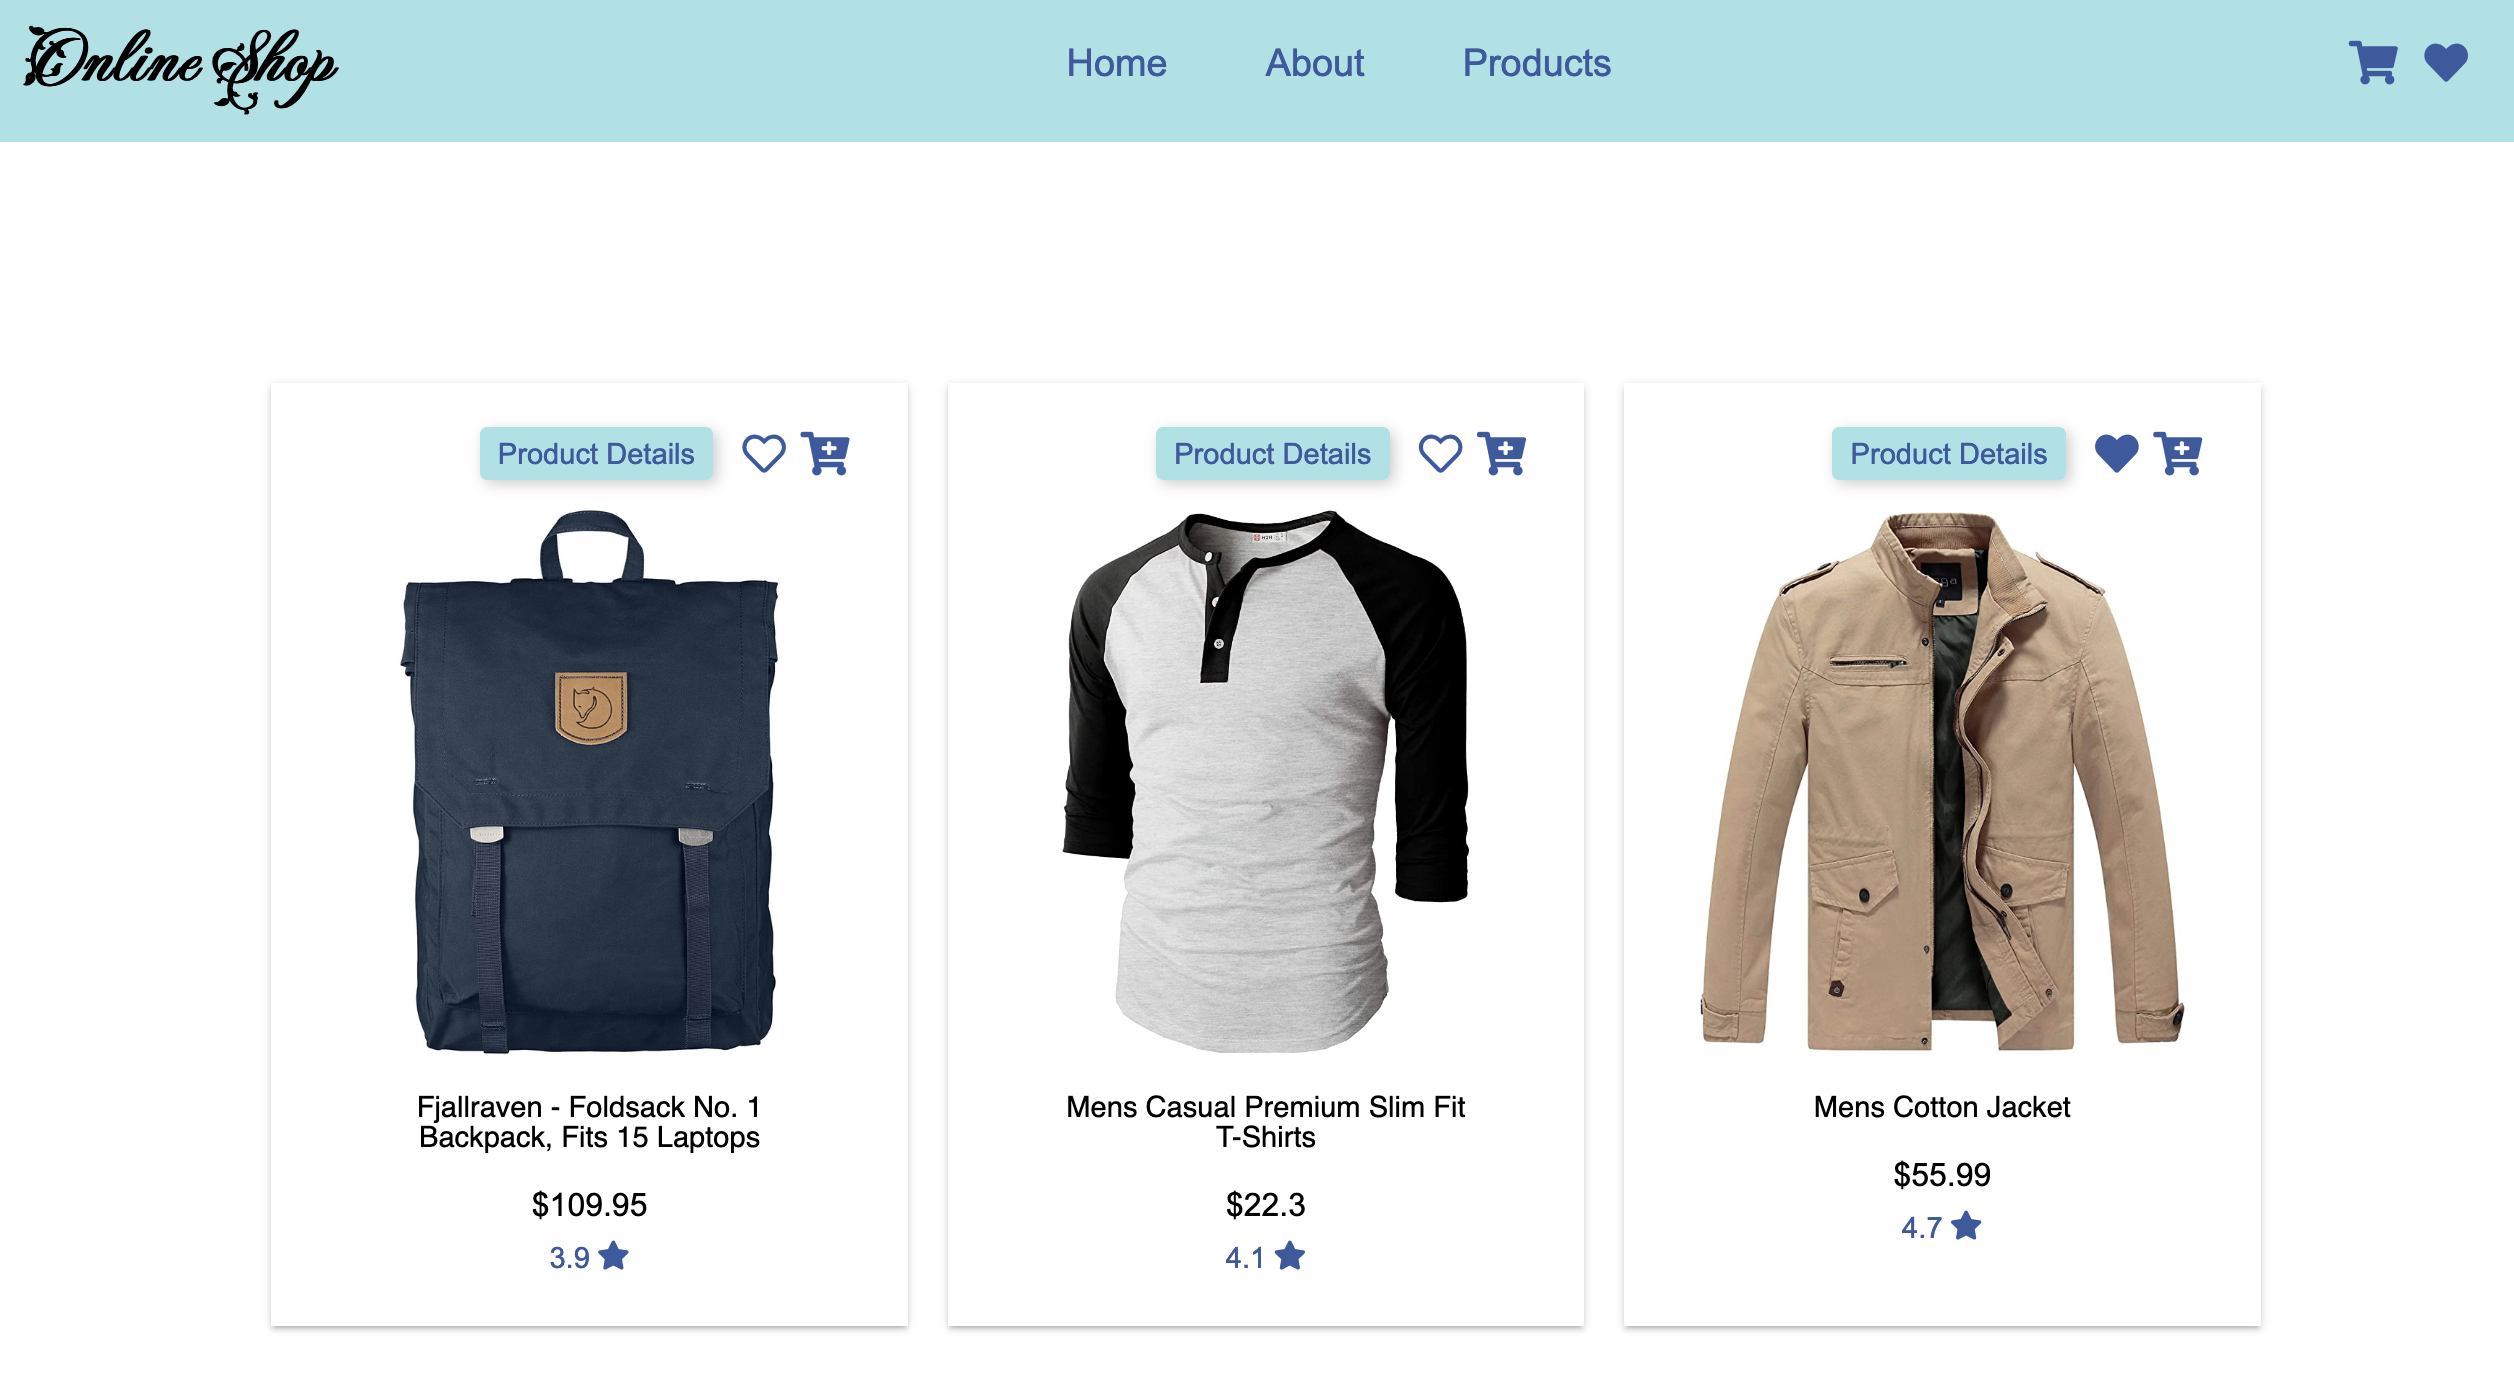 Online Shop
Home About Products
Product Details
Fjallraven - Foldsack No. 1
Backpack, Fits 15 Laptops
$109.95
3.9
Product Details
Mens Casual Premium Slim Fit
T-Shirts
$22.3
4.1
Product Details
Mens Cotton Jacket
$55.99
4.7